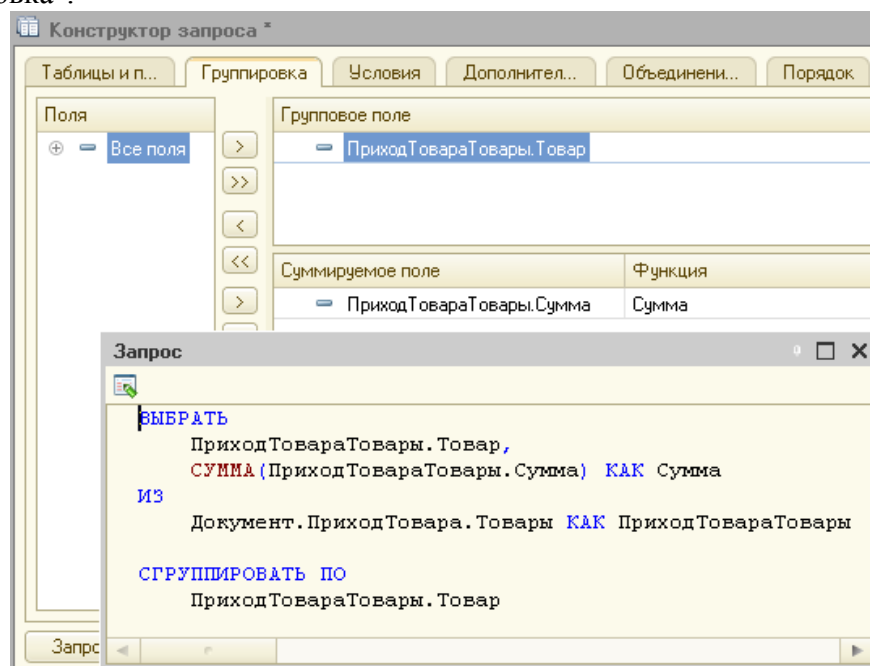 овка".
Конструктор запроса *
Таблицы и п... Группировка Условия Дополнител... Объединени... Порядок
Поля Групповое поле
Все поля > ПриходТовараТовары.Товар
>>
<
<< Суммируемое поле Функция
> ПриходТовараТовары.Сумма Сумма
Запрос
ВЫБРАТЬ
ПриходТовараТовары.Товар,
СУММА(ПриходТовараТовары.Сумма) КАК Сумма
ИЗ
Документ.ПриходТовара.Товары КАК ПриходТовараТовары
СГРУППИРОВАТЬ ПО
ПриходТовараТовары.Товар
Запро